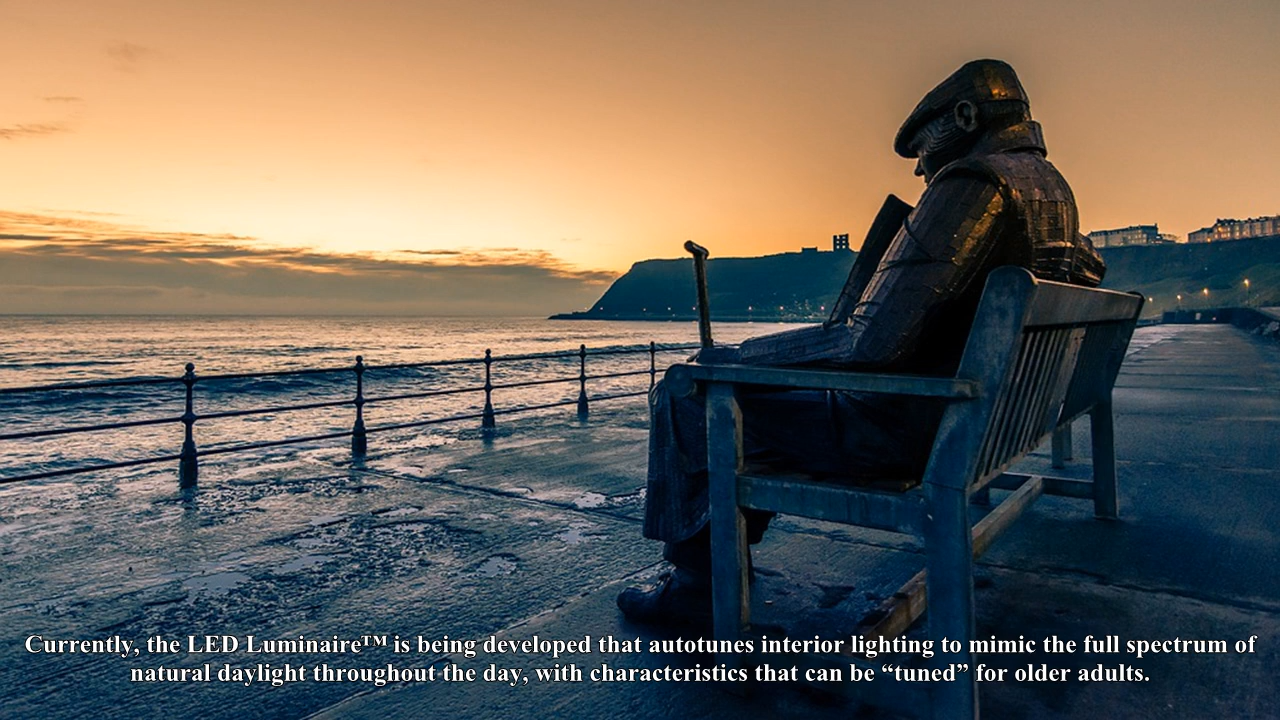 Currently, the LED Luminaire™ is being developed that autotunes interior lighting to mimic the full spectrum of
natural daylight throughout the day, with characteristics that can be “tuned” for older adults.